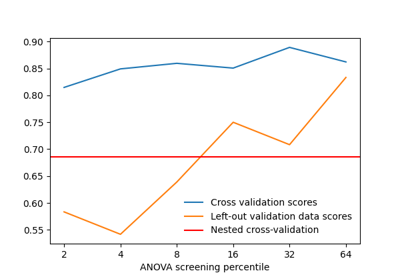 0.90
0.85
0.80
0.75
0.70
0.65
0.60
0.55
Cross validation scores
Left-out validation data scores
Nested cross-validation
2 4 8 16 32 64
ANOVA screening percentile